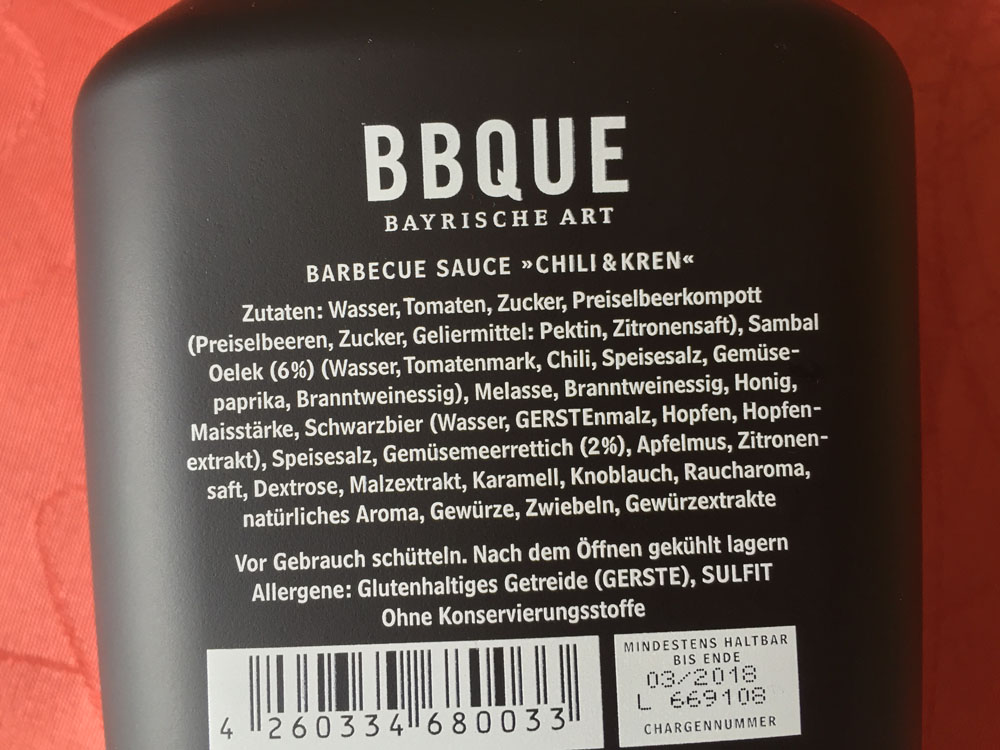 BBQUE
BAYRISCHE ART
BARBECUE SAUCE »CHILI & KREN«
Zutaten: Wasser, Tomaten, Zucker, Preiselbeerkompott
(Preiselbeeren, Zucker, Geliermittel: Pektin, Zitronensaft), Sambal
Oelek (6%) (Wasser, Tomatenmark, Chili, Speisesalz, Gemüse-
paprika, Branntweinessig), Melasse, Branntweinessig, Honig,
Maisstärke, Schwarzbier (Wasser, GERSTEnmalz, Hopfen, Hopfen-
extrakt), Speisesalz, Gemüsemeerrettich (2%), Apfelmus, Zitronen-
saft, Dextrose, Malzextrakt, Karamell, Knoblauch, Raucharoma,
natürliches Aroma, Gewürze, Zwiebeln, Gewürzextrakte
Vor Gebrauch schütteln. Nach dem Öffnen gekühlt lagern
Allergene: Glutenhaltiges Getreide (GERSTE), SULFIT
Ohne Konservierungsstoffe
4 260334 680033
MINDESTENS HALTBAR
BIS ENDE
03/2018
L 669108
CHARGENNUMMER